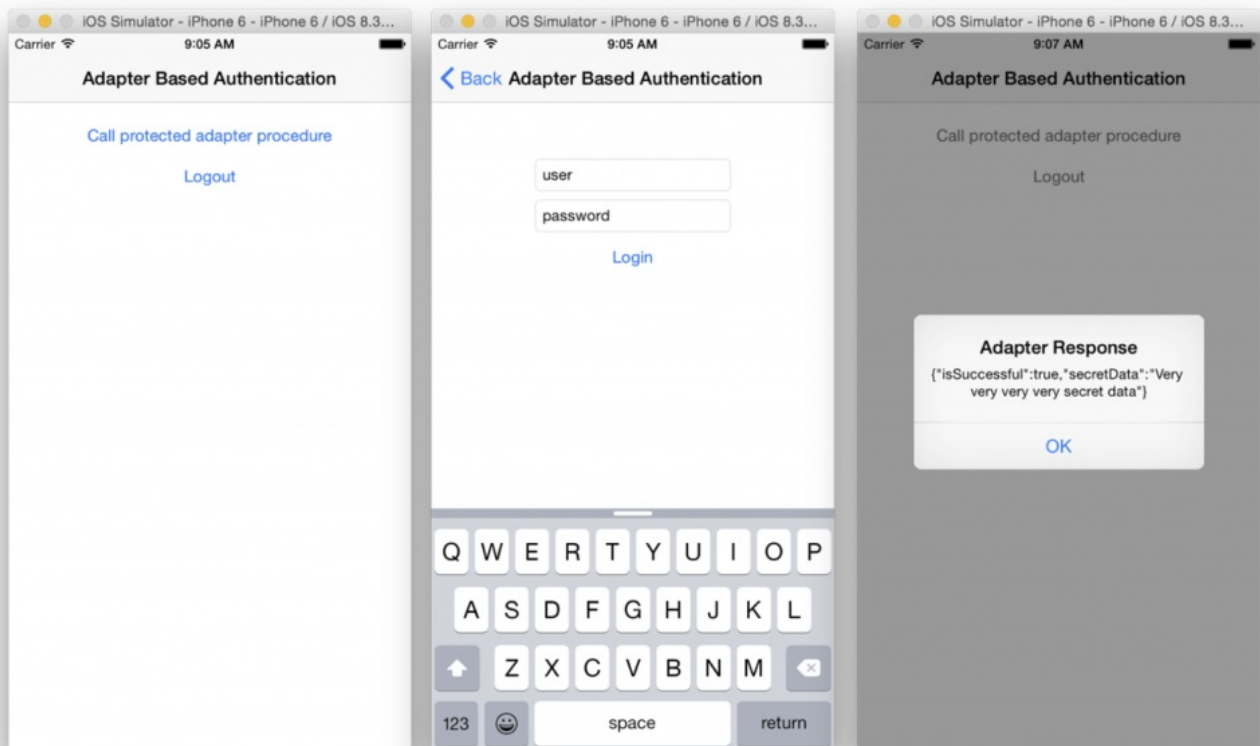 iOS Simulator - iPhone 6 - iPhone 6 / iOS 8.3...
Carrier 9:05 AM
Adapter Based Authentication
Call protected adapter procedure
Logout
iOS Simulator - iPhone 6 - iPhone 6 / iOS 8.3...
Carrier 9:05 AM
Back Adapter Based Authentication
user
password
Login
Q W E R T Y U I O P
A S D F G H J K L
Z X C V B N M
123 space return
iOS Simulator - iPhone 6 - iPhone 6 / iOS 8.3...
Carrier 9:07 AM
Adapter Based Authentication
Call protected adapter procedure
Logout
Adapter Response
{"isSuccessful":true,"secretData":"Very
very very very secret data"}
OK